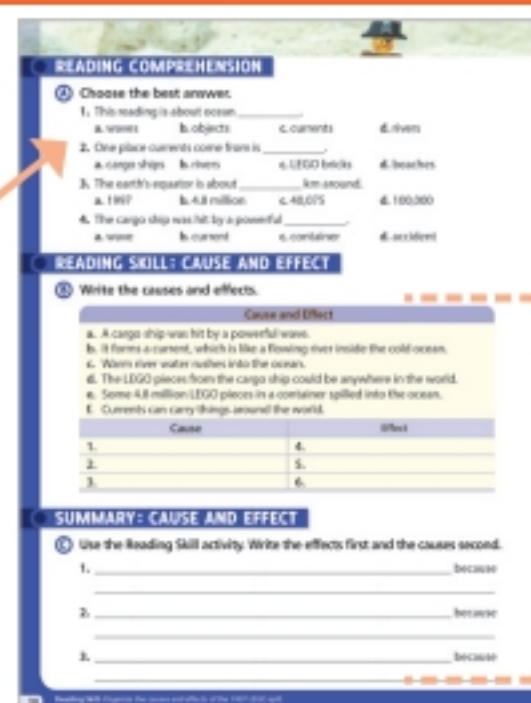 READING COMPREHENSION
A Choose the best answer.
1. This reading is about ocean ________.
a. waves b. objects c. currents d. rivers
2. One place currents come from is ________.
a. cargo ships b. rivers c. LEGO bricks d. beaches
3. The earth's equator is about ________ km around.
a. 1997 b. 4.8 million c. 40,075 d. 100,000
4. The cargo ship was hit by a powerful ________.
a. wave b. current c. container d. accident
READING SKILL: CAUSE AND EFFECT
B Write the causes and effects.
Cause and Effect
a. A cargo ship was hit by a powerful wave.
b. It forms a current, which is like a flowing river inside the cold ocean.
c. Warm river water rushes into the ocean.
d. The LEGO pieces from the cargo ship could be anywhere in the world.
e. Some 4.8 million LEGO pieces in a container spilled into the ocean.
f. Currents can carry things around the world.
Cause Effect
1. 4.
2. 5.
3. 6.
SUMMARY: CAUSE AND EFFECT
C Use the Reading Skill activity. Write the effects first and the causes second.
1. ________ because
2. ________ because
3. ________ because